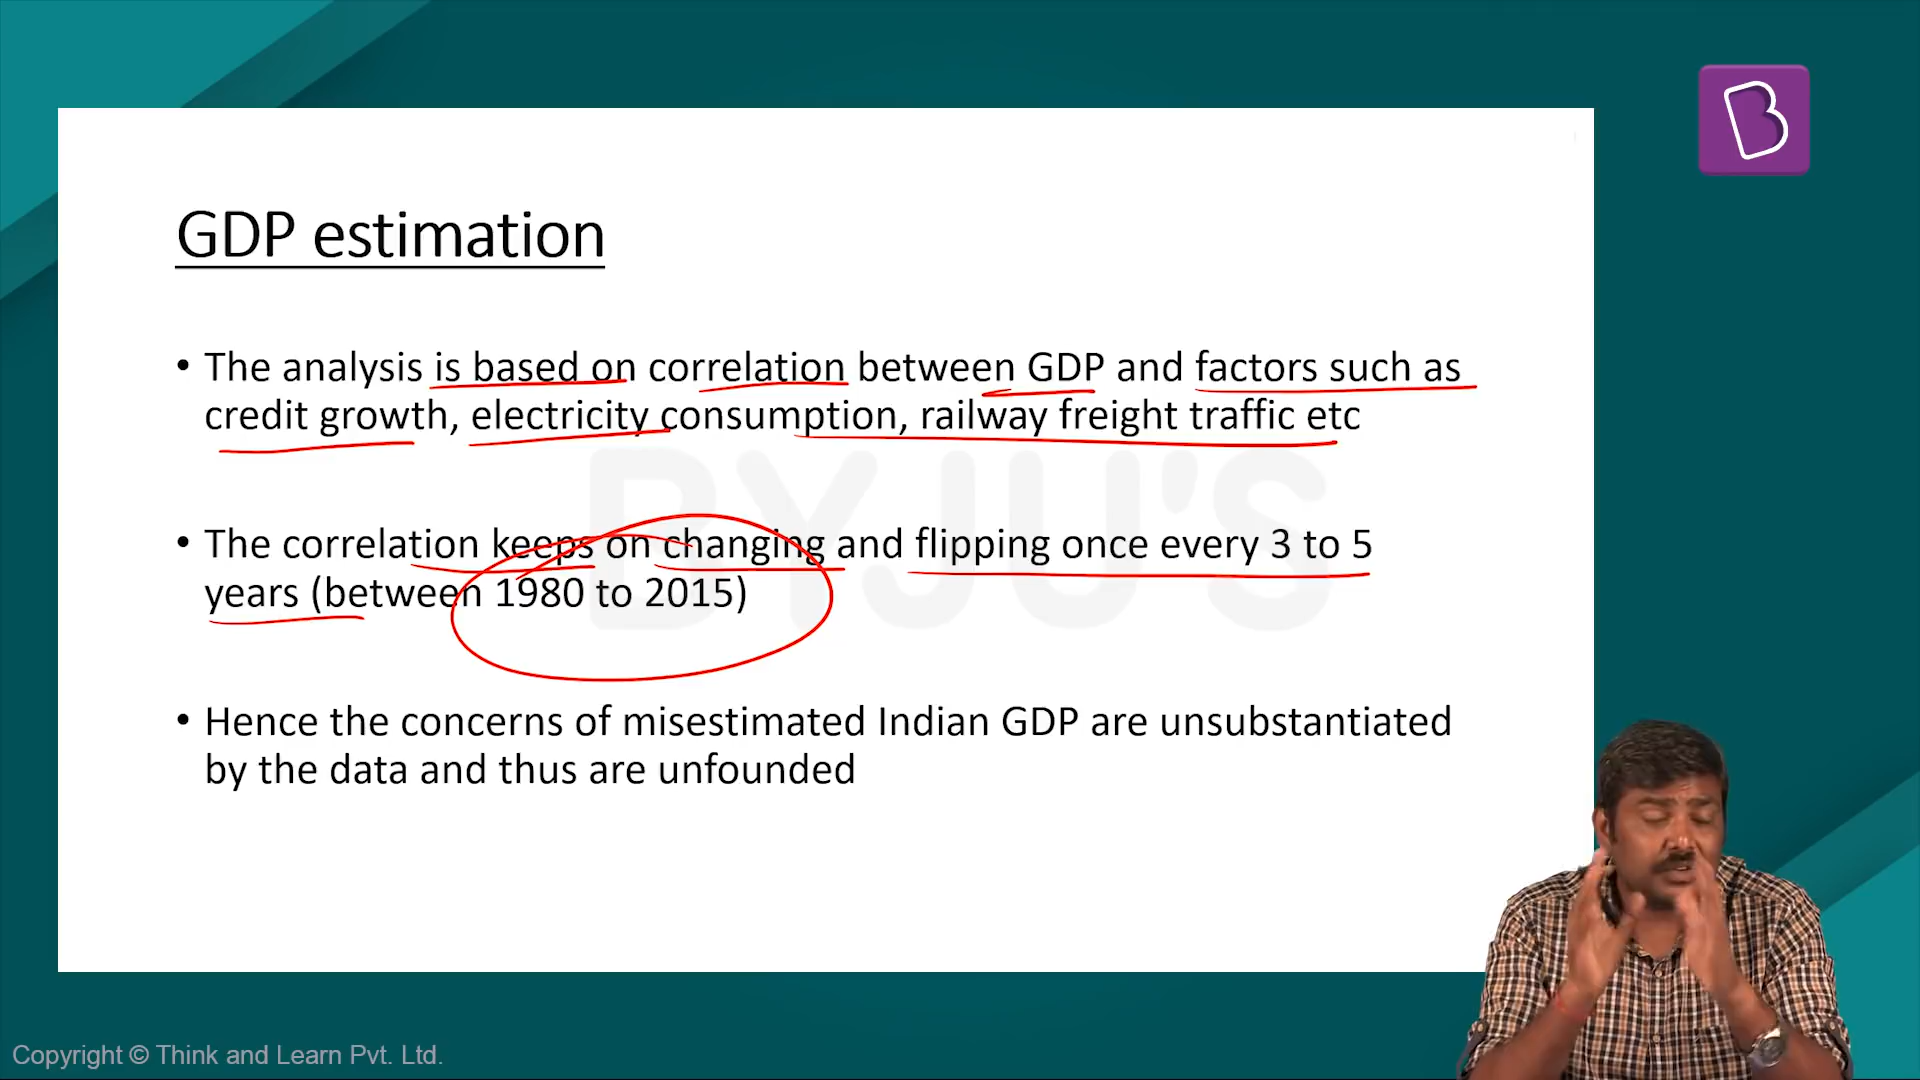 GDP estimation
• The analysis is based on correlation between GDP and factors such as
credit growth, electricity consumption, railway freight traffic etc
• The correlation keeps on changing and flipping once every 3 to 5
years (between 1980 to 2015)
• Hence the concerns of misestimated Indian GDP are unsubstantiated
by the data and thus are unfounded
BYJU'S
B
Copyright © Think and Learn Pvt. Ltd.